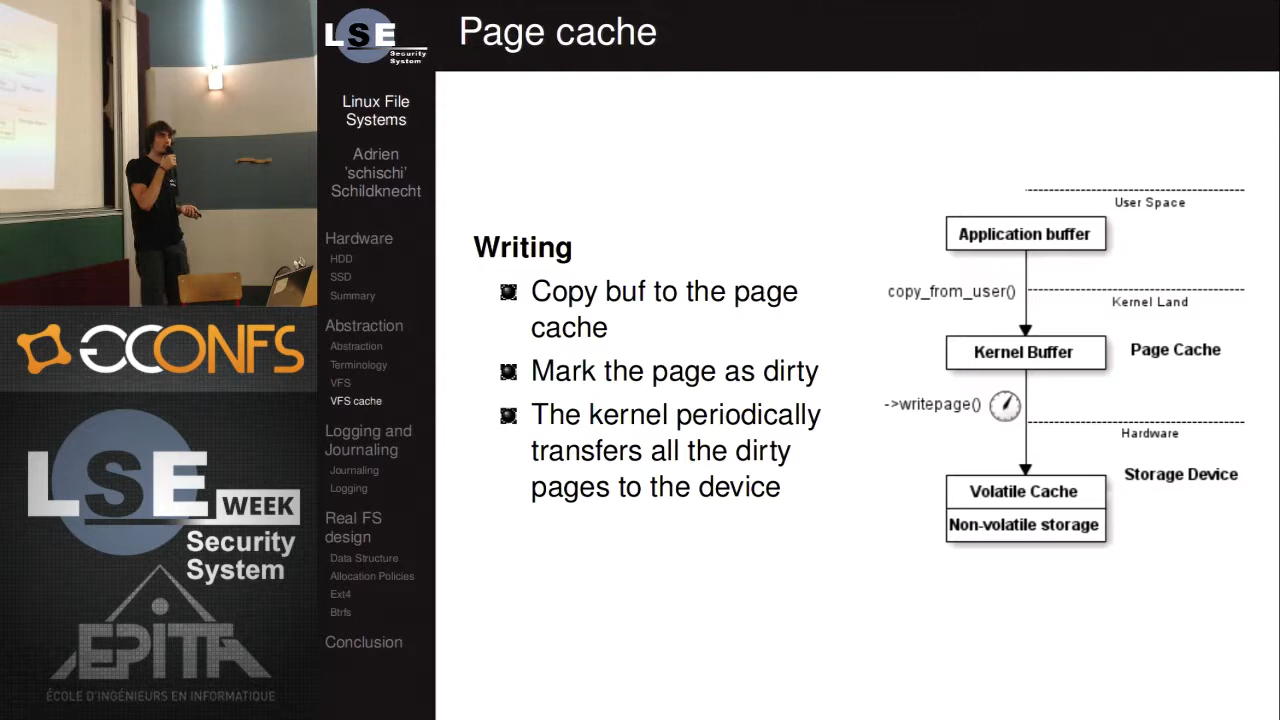 LSE
Security
System
Page cache
Linux File
Systems
Adrien
'schischi'
Schildknecht
Hardware
HDD
SSD
Summary
Abstraction
Abstraction
Terminology
VFS
VFS cache
Logging and
Journaling
Journaling
Logging
Real FS
design
Data Structure
Allocation Policies
Ext4
Btrfs
Conclusion
Writing
Copy buf to the page
cache
Mark the page as dirty
The kernel periodically
transfers all the dirty
pages to the device
User Space
Application buffer
copy_from_user()
Kernel Land
Kernel Buffer
Page Cache
->writepage()
Hardware
Storage Device
Volatile Cache
Non-volatile storage
CONFS
LSE
WEEK
Security
System
EPITA
ÉCOLE D'INGÉNIEURS EN INFORMATIQUE